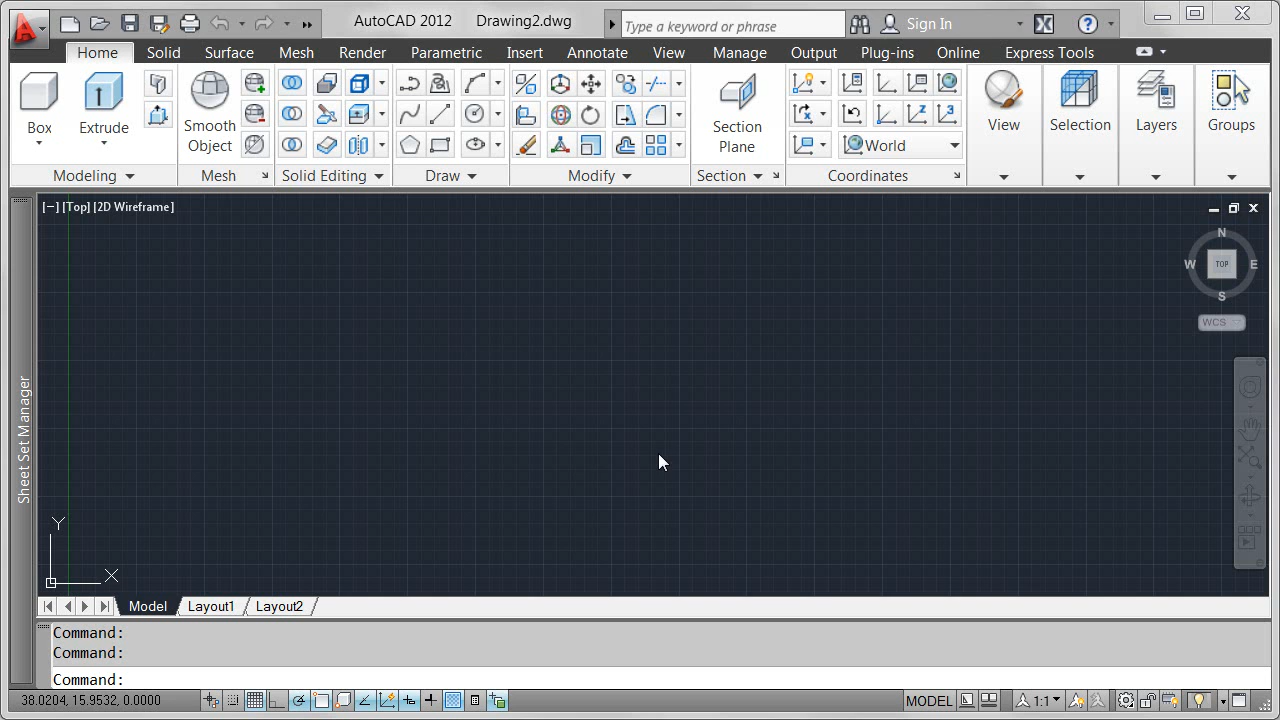 AutoCAD 2012 Drawing2.dwg
Type a keyword or phrase
Sign In
Home Solid Surface Mesh Render Parametric Insert Annotate View Manage Output Plug-ins Online Express Tools
Box
Extrude
Smooth
Object
Section
Plane
World
View
Selection
Layers
Groups
Modeling
Mesh
Solid Editing
Draw
Modify
Section
Coordinates
[−] [Top] [2D Wireframe]
N
W
TOP
E
S
WCS
Sheet Set Manager
Y
X
Model Layout1 Layout2
Command:
Command:
Command:
38.0204, 15.9532, 0.0000
MODEL
1:1